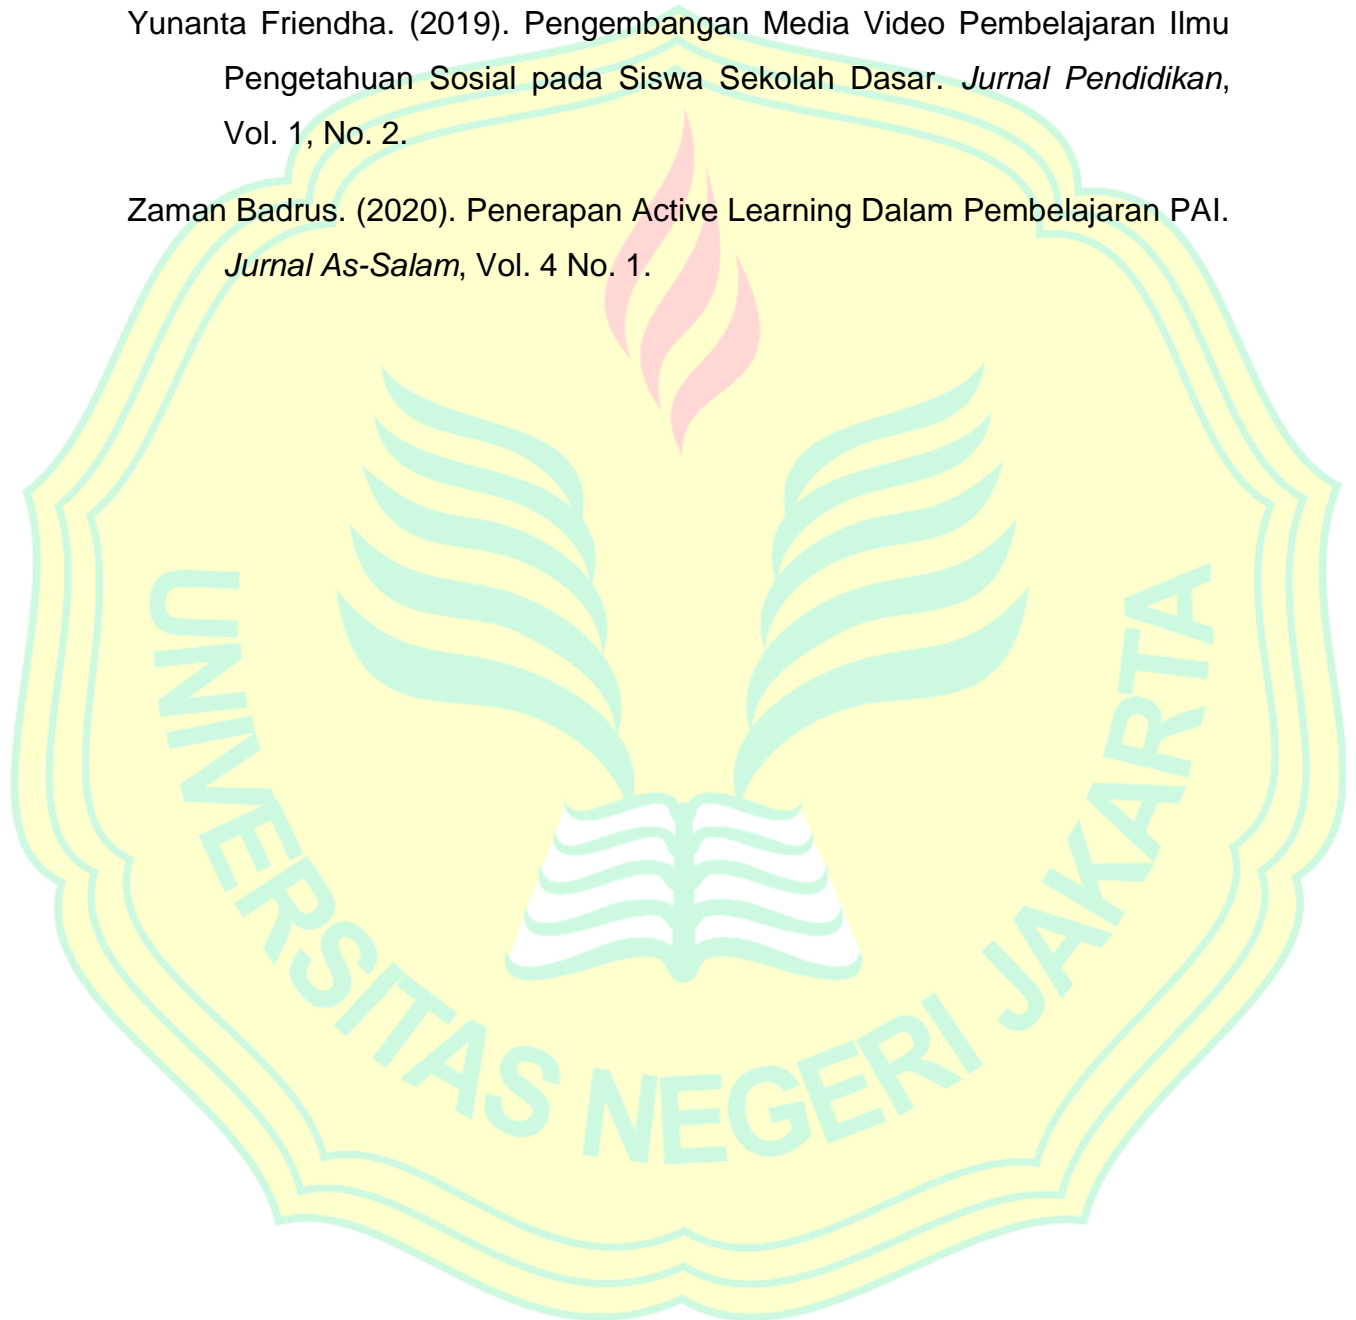 Yunanta Friendha. (2019). Pengembangan Media Video Pembelajaran Ilmu
Pengetahuan Sosial pada Siswa Sekolah Dasar. Jurnal Pendidikan,
Vol. 1, No. 2.
Zaman Badrus. (2020). Penerapan Active Learning Dalam Pembelajaran PAI.
Jurnal As-Salam, Vol. 4 No. 1.
UNIVERSITAS NEGERI JAKARTA